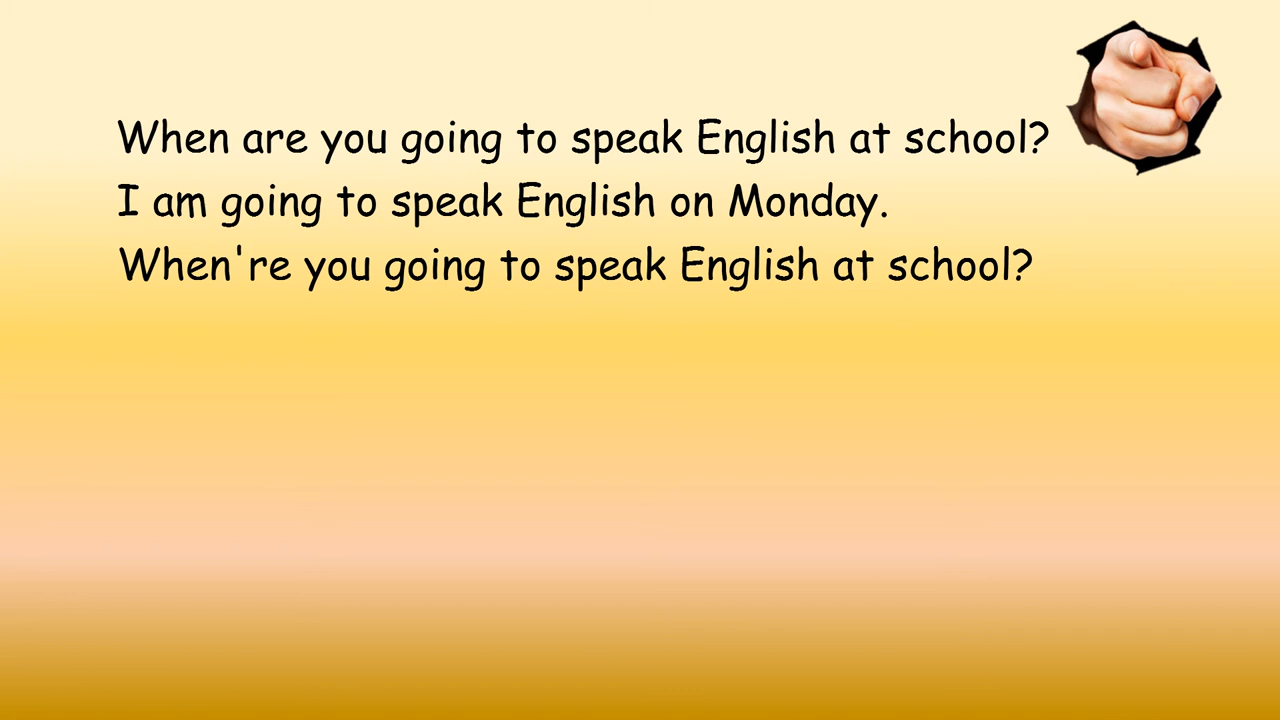 When are you going to speak English at school?
I am going to speak English on Monday.
When're you going to speak English at school?